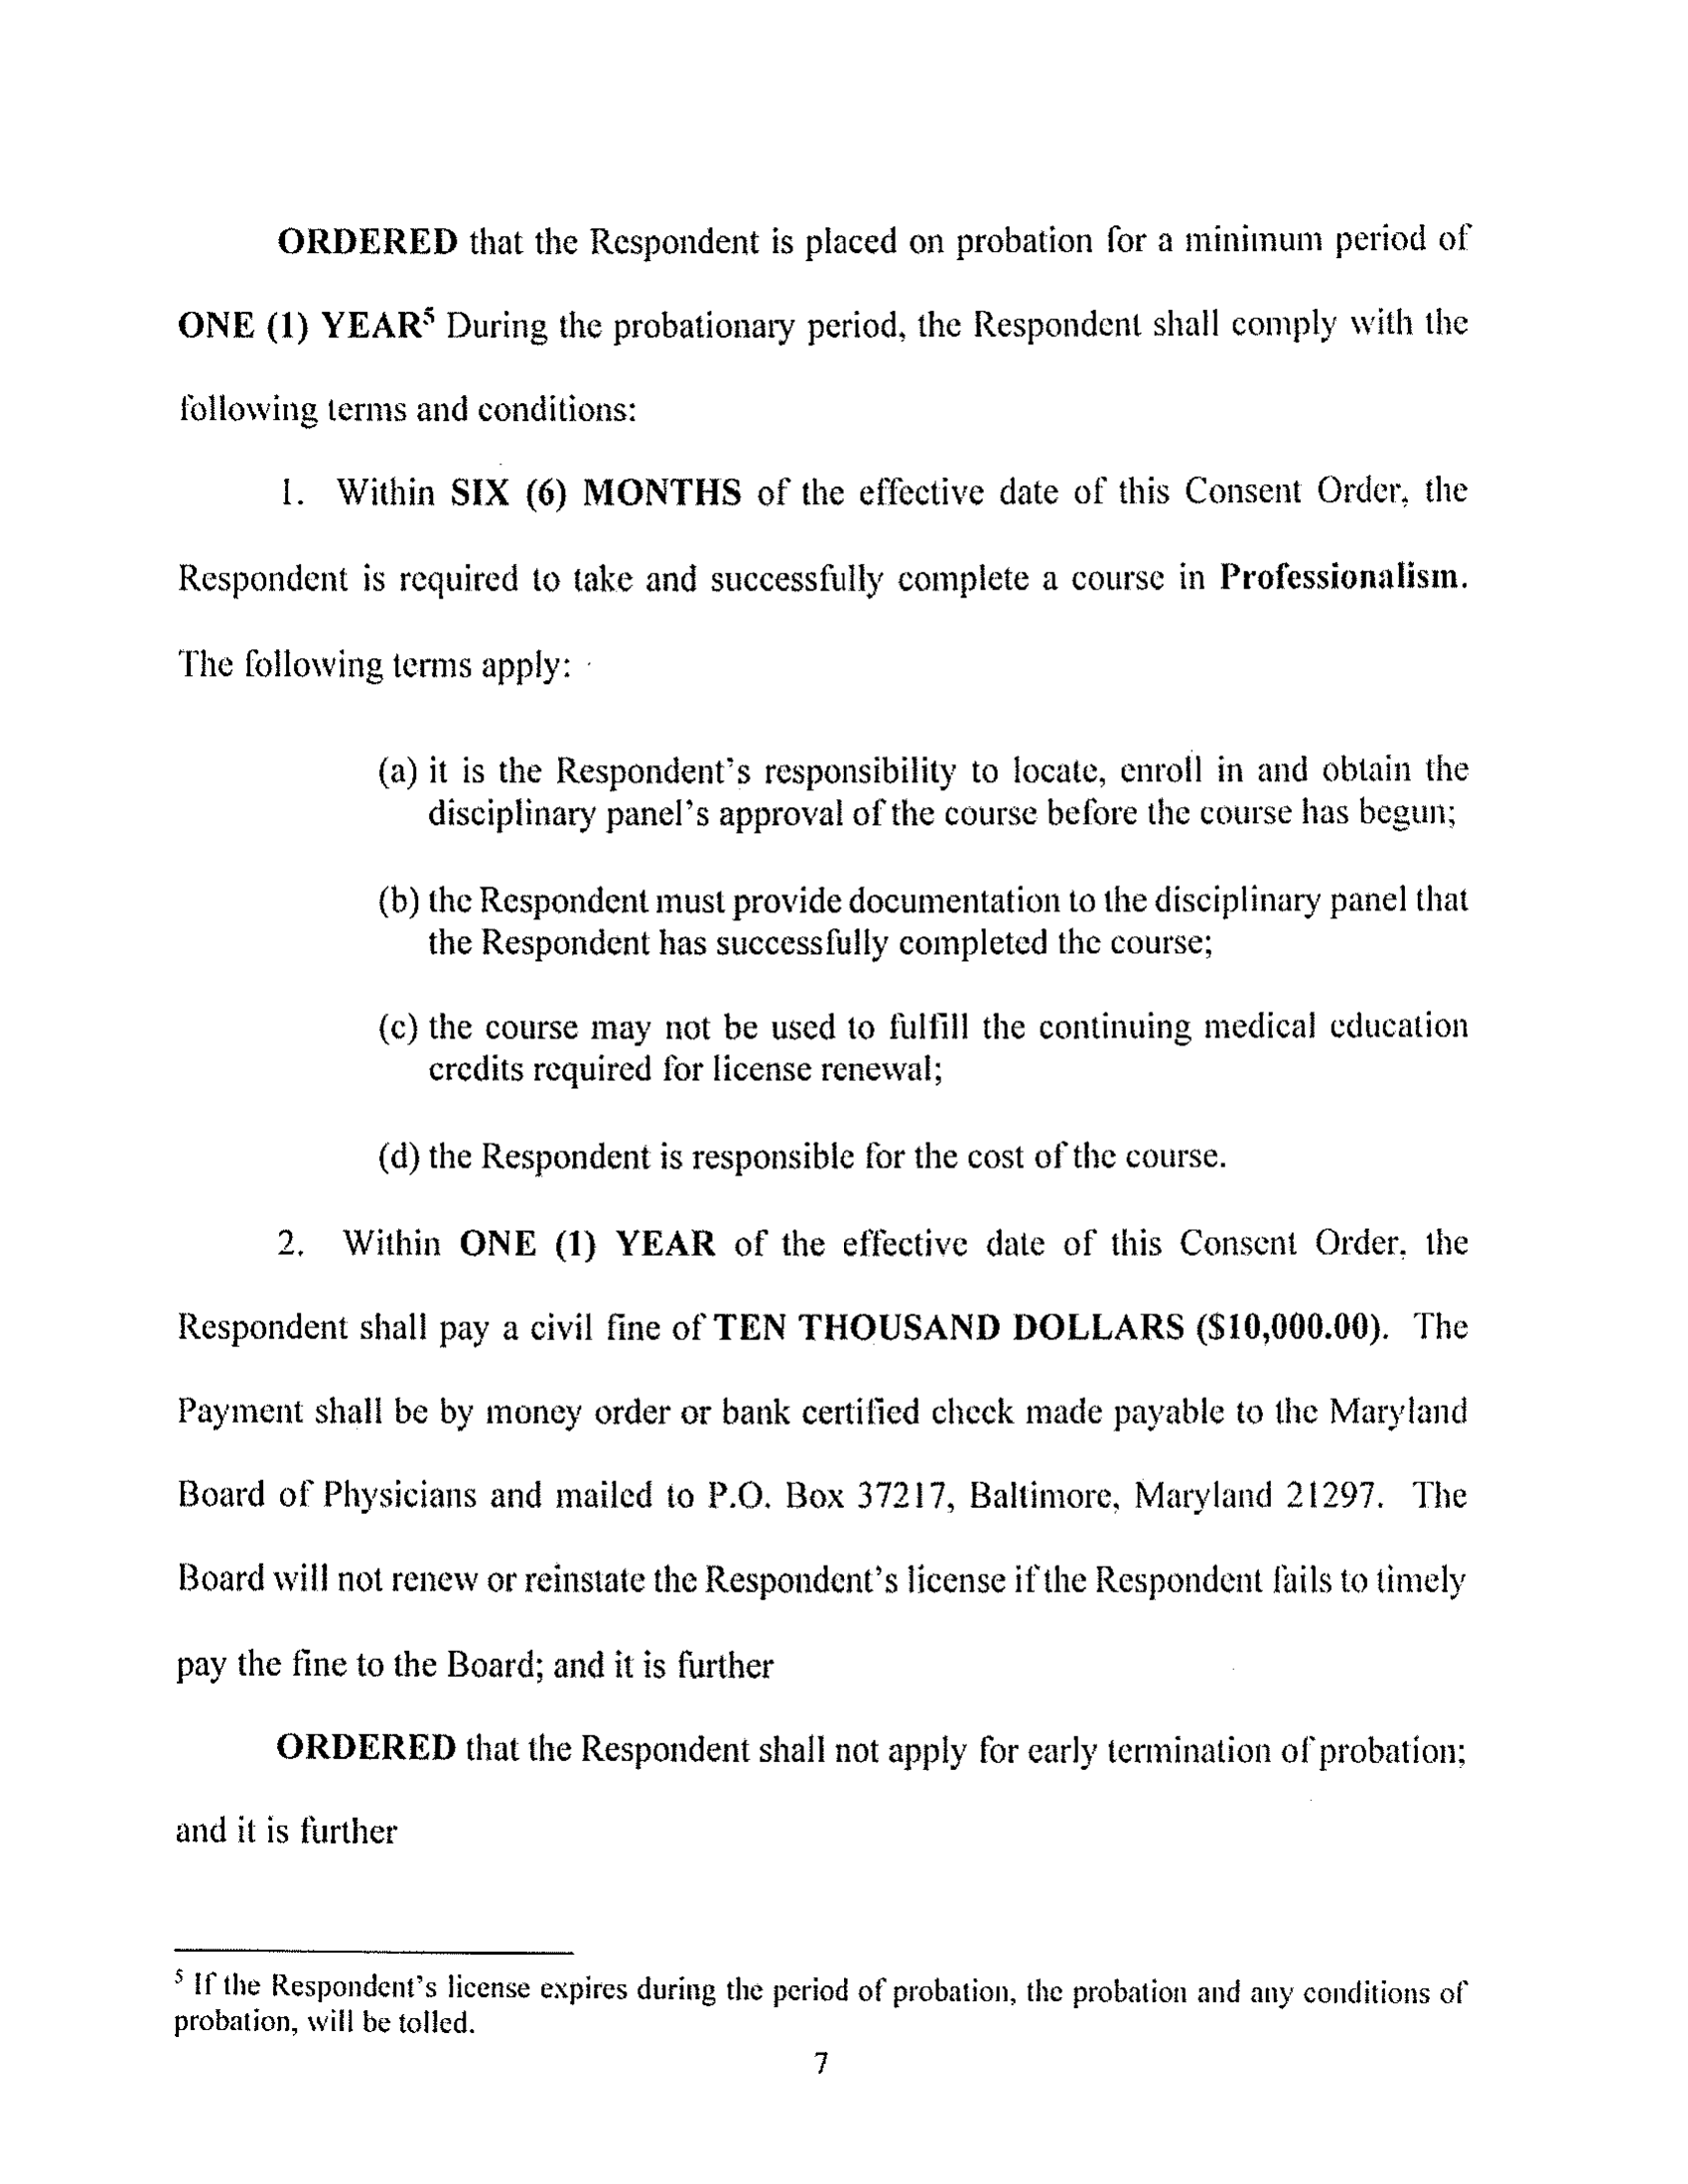 ORDERED that the Respondent is placed on probation for a minimum period of
ONE (1) YEAR⁵ During the probationary period, the Respondent shall comply with the
following terms and conditions:
1. Within SIX (6) MONTHS of the effective date of this Consent Order, the
Respondent is required to take and successfully complete a course in Professionalism.
The following terms apply:
(a) it is the Respondent's responsibility to locate, enroll in and obtain the
disciplinary panel's approval of the course before the course has begun;
(b) the Respondent must provide documentation to the disciplinary panel that
the Respondent has successfully completed the course;
(c) the course may not be used to fulfill the continuing medical education
credits required for license renewal;
(d) the Respondent is responsible for the cost of the course.
2. Within ONE (1) YEAR of the effective date of this Consent Order, the
Respondent shall pay a civil fine of TEN THOUSAND DOLLARS ($10,000.00). The
Payment shall be by money order or bank certified check made payable to the Maryland
Board of Physicians and mailed to P.O. Box 37217, Baltimore, Maryland 21297. The
Board will not renew or reinstate the Respondent's license if the Respondent fails to timely
pay the fine to the Board; and it is further
ORDERED that the Respondent shall not apply for early termination of probation;
and it is further
⁵ If the Respondent's license expires during the period of probation, the probation and any conditions of
probation, will be tolled.
7